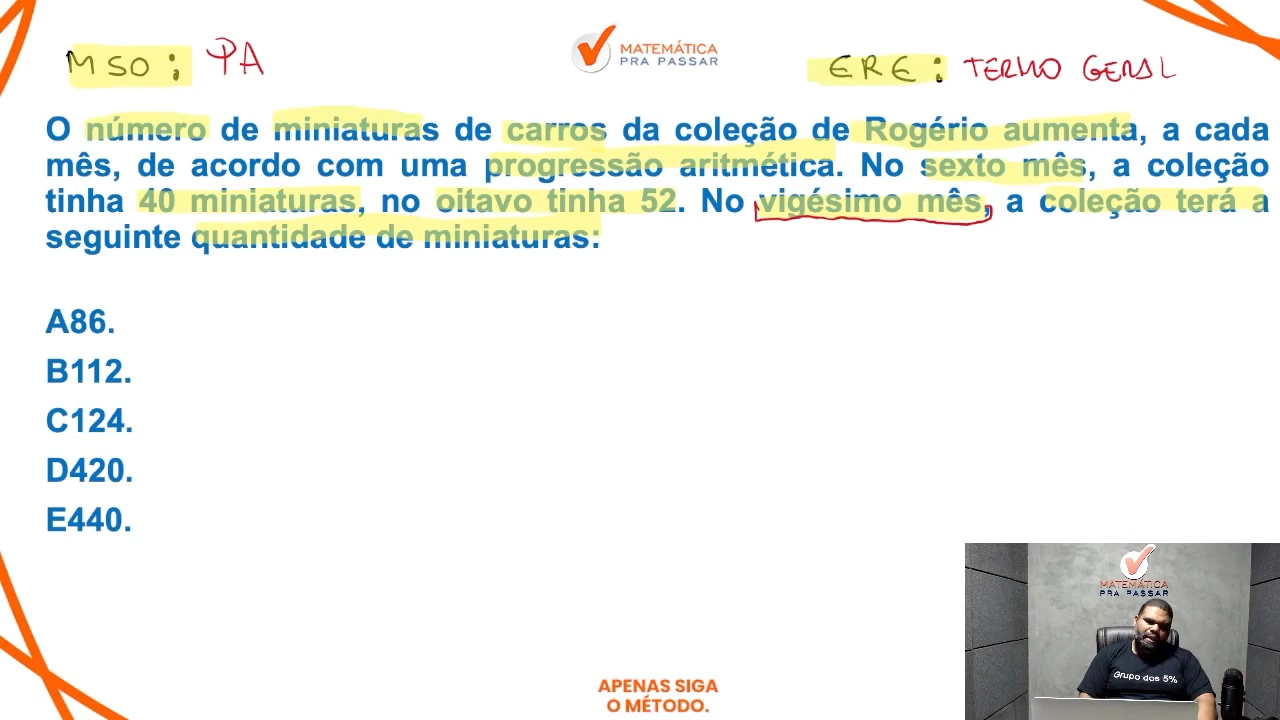 MSO: PA
MATEMÁTICA
PRA PASSAR
ERE: TERMO GERAL
O número de miniaturas de carros da coleção de Rogério aumenta, a cada
mês, de acordo com uma progressão aritmética. No sexto mês, a coleção
tinha 40 miniaturas, no oitavo tinha 52. No vigésimo mês, a coleção terá a
seguinte quantidade de miniaturas:
A86.
B112.
C124.
D420.
E440.
MATEMÁTICA
PRA PASSAR
Grupo dos 5%
APENAS SIGA
O MÉTODO.